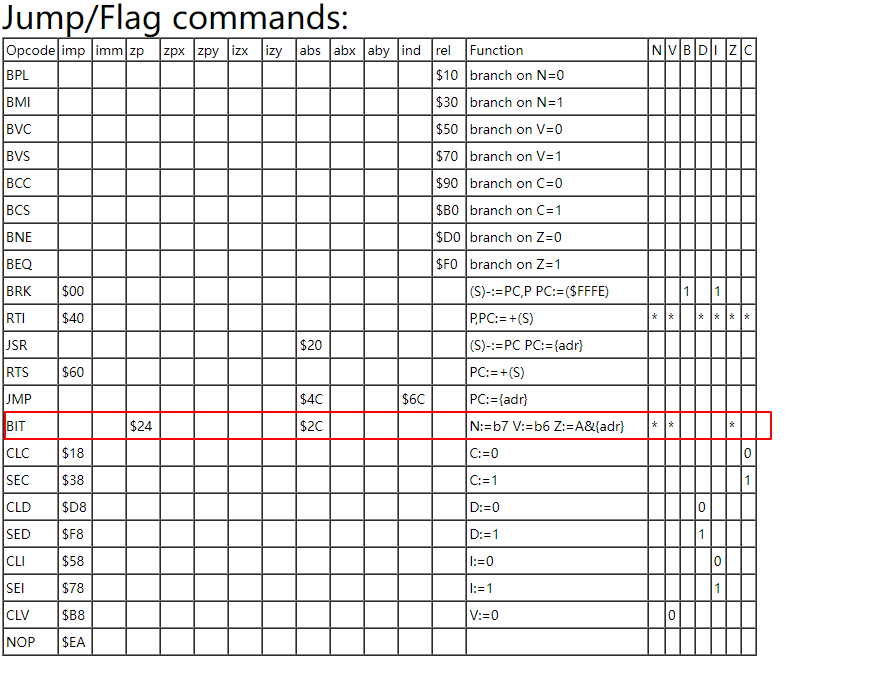 Jump/Flag commands:
Opcode imp imm zp zpx zpy izx izy abs abx aby ind rel Function N V B D I Z C
BPL $10 branch on N=0
BMI $30 branch on N=1
BVC $50 branch on V=0
BVS $70 branch on V=1
BCC $90 branch on C=0
BCS $B0 branch on C=1
BNE $D0 branch on Z=0
BEQ $F0 branch on Z=1
BRK $00 (S)-:=PC,P PC:=($FFFE) 1 1
RTI $40 P,PC:=+(S) * * * * * *
JSR $20 (S)-:=PC PC:={adr}
RTS $60 PC:=+(S)
JMP $4C $6C PC:={adr}
BIT $24 $2C N:=b7 V:=b6 Z:=A&{adr} * * *
CLC $18 C:=0 0
SEC $38 C:=1 1
CLD $D8 D:=0 0
SED $F8 D:=1 1
CLI $58 I:=0 0
SEI $78 I:=1 1
CLV $B8 V:=0 0
NOP $EA